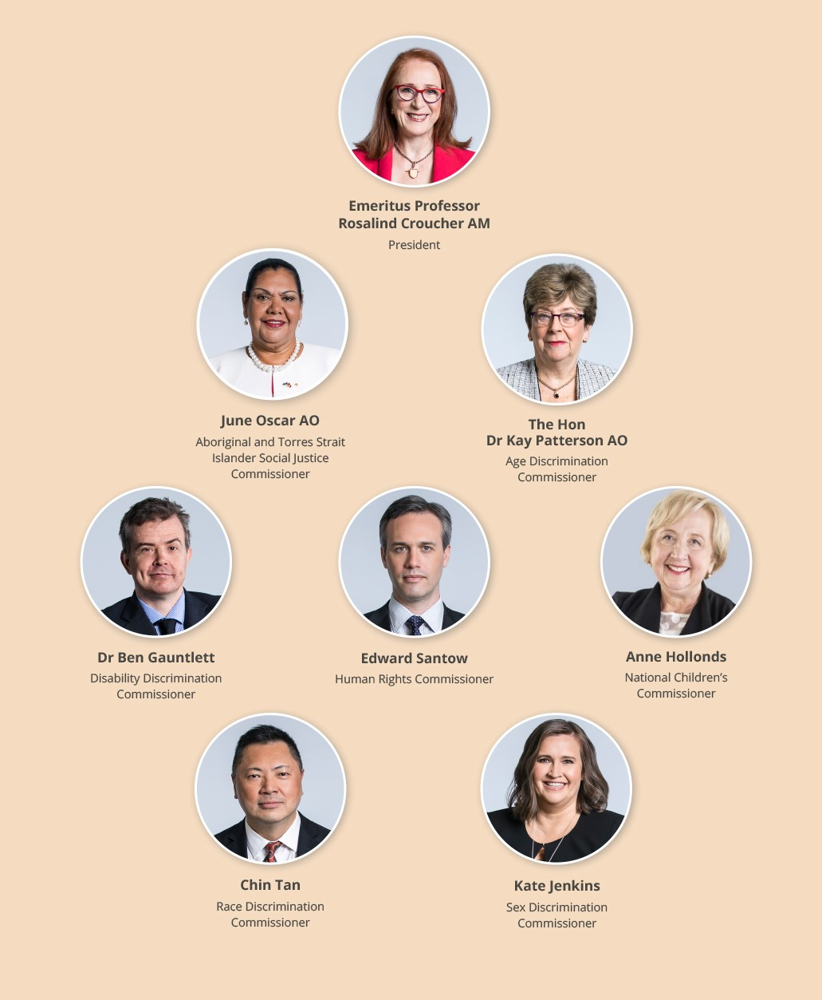 Emeritus Professor
Rosalind Croucher AM
President
June Oscar AO
Aboriginal and Torres Strait
Islander Social Justice
Commissioner
The Hon
Dr Kay Patterson AO
Age Discrimination
Commissioner
Dr Ben Gauntlett
Disability Discrimination
Commissioner
Edward Santow
Human Rights Commissioner
Anne Hollonds
National Children’s
Commissioner
Chin Tan
Race Discrimination
Commissioner
Kate Jenkins
Sex Discrimination
Commissioner